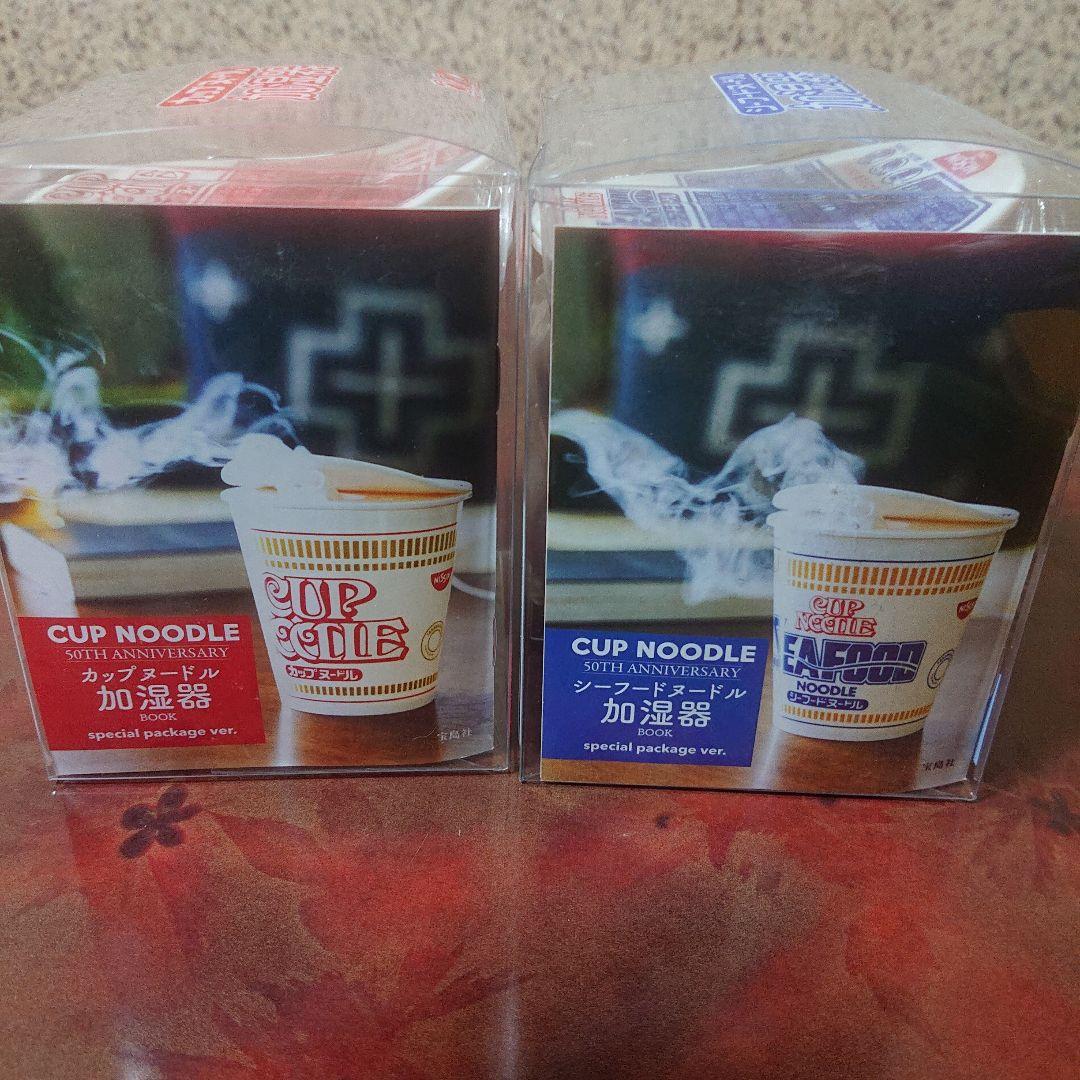 CUP
NOODLE
カップヌードル
NISSIN
CUP NOODLE
50TH ANNIVERSARY
カップヌードル
加湿器
BOOK
special package ver.
宝島社
CUP
NOODLE
SEAFOOD
NOODLE
シーフードヌードル
NISSIN
CUP NOODLE
50TH ANNIVERSARY
シーフードヌードル
加湿器
BOOK
special package ver.
宝島社